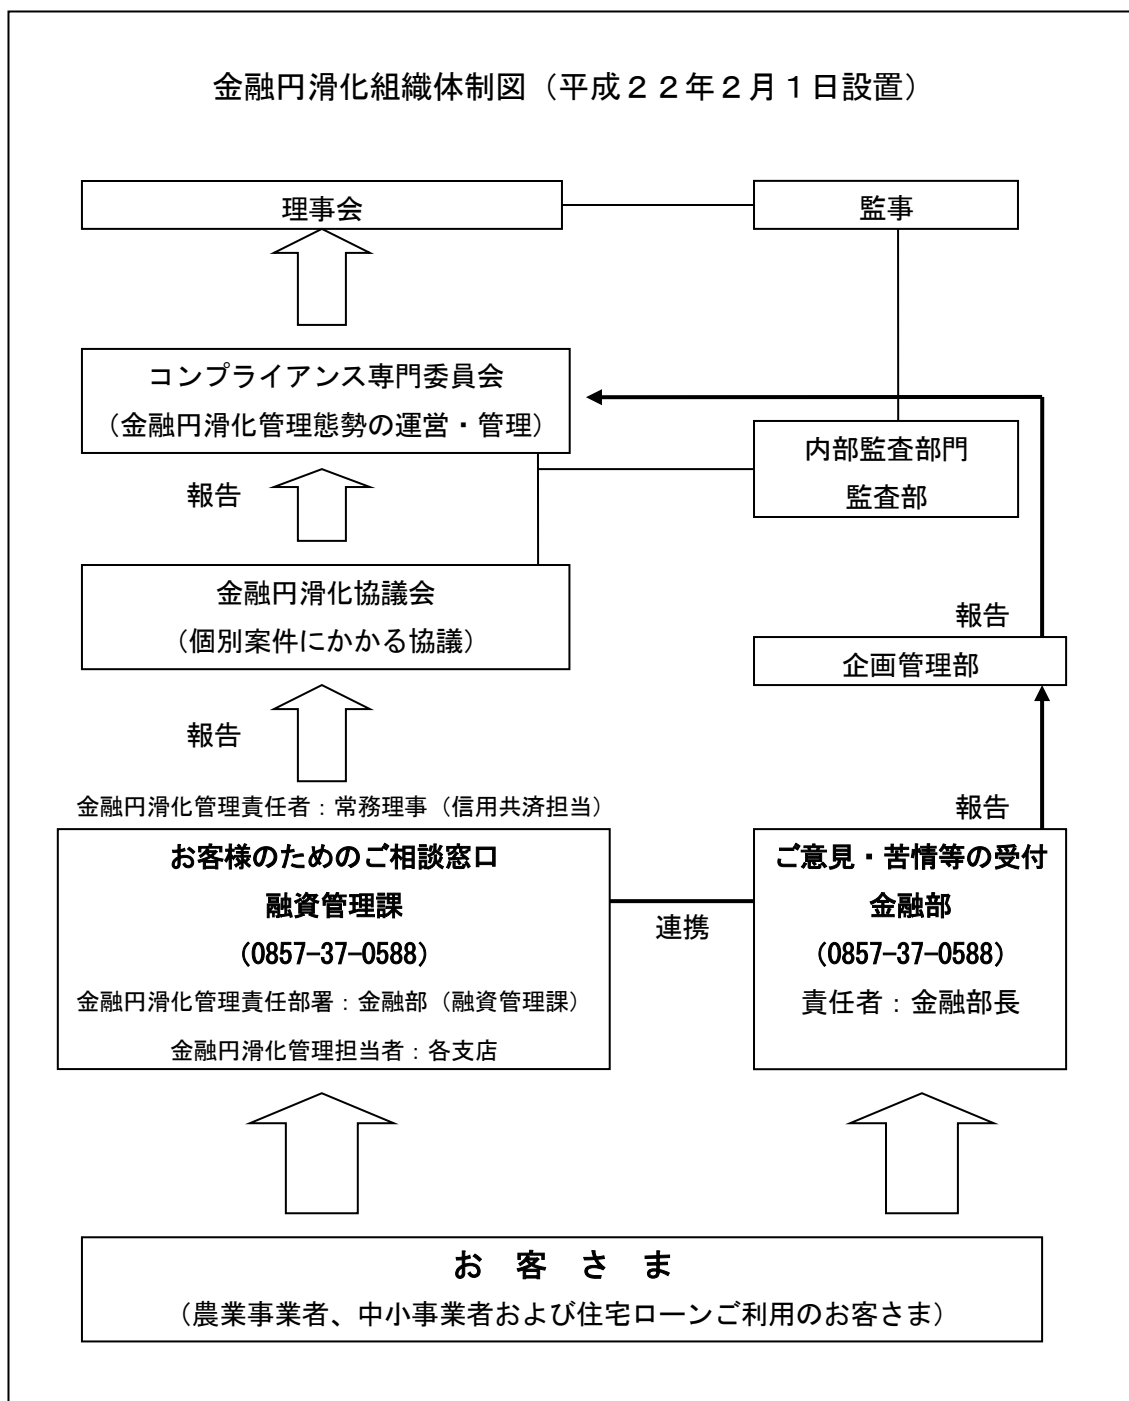 金融円滑化組織体制図（平成２２年２月１日設置）
理事会
監事
コンプライアンス専門委員会
（金融円滑化管理態勢の運営・管理）
内部監査部門
監査部
報告
金融円滑化協議会
（個別案件にかかる協議）
報告
企画管理部
報告
金融円滑化管理責任者：常務理事（信用共済担当）
報告
お客様のためのご相談窓口
融資管理課
（0857-37-0588）
金融円滑化管理責任部署：金融部（融資管理課）
金融円滑化管理担当者：各支店
連携
ご意見・苦情等の受付
金融部
（0857-37-0588）
責任者：金融部長
お　客　さ　ま
（農業事業者、中小事業者および住宅ローンご利用のお客さま）